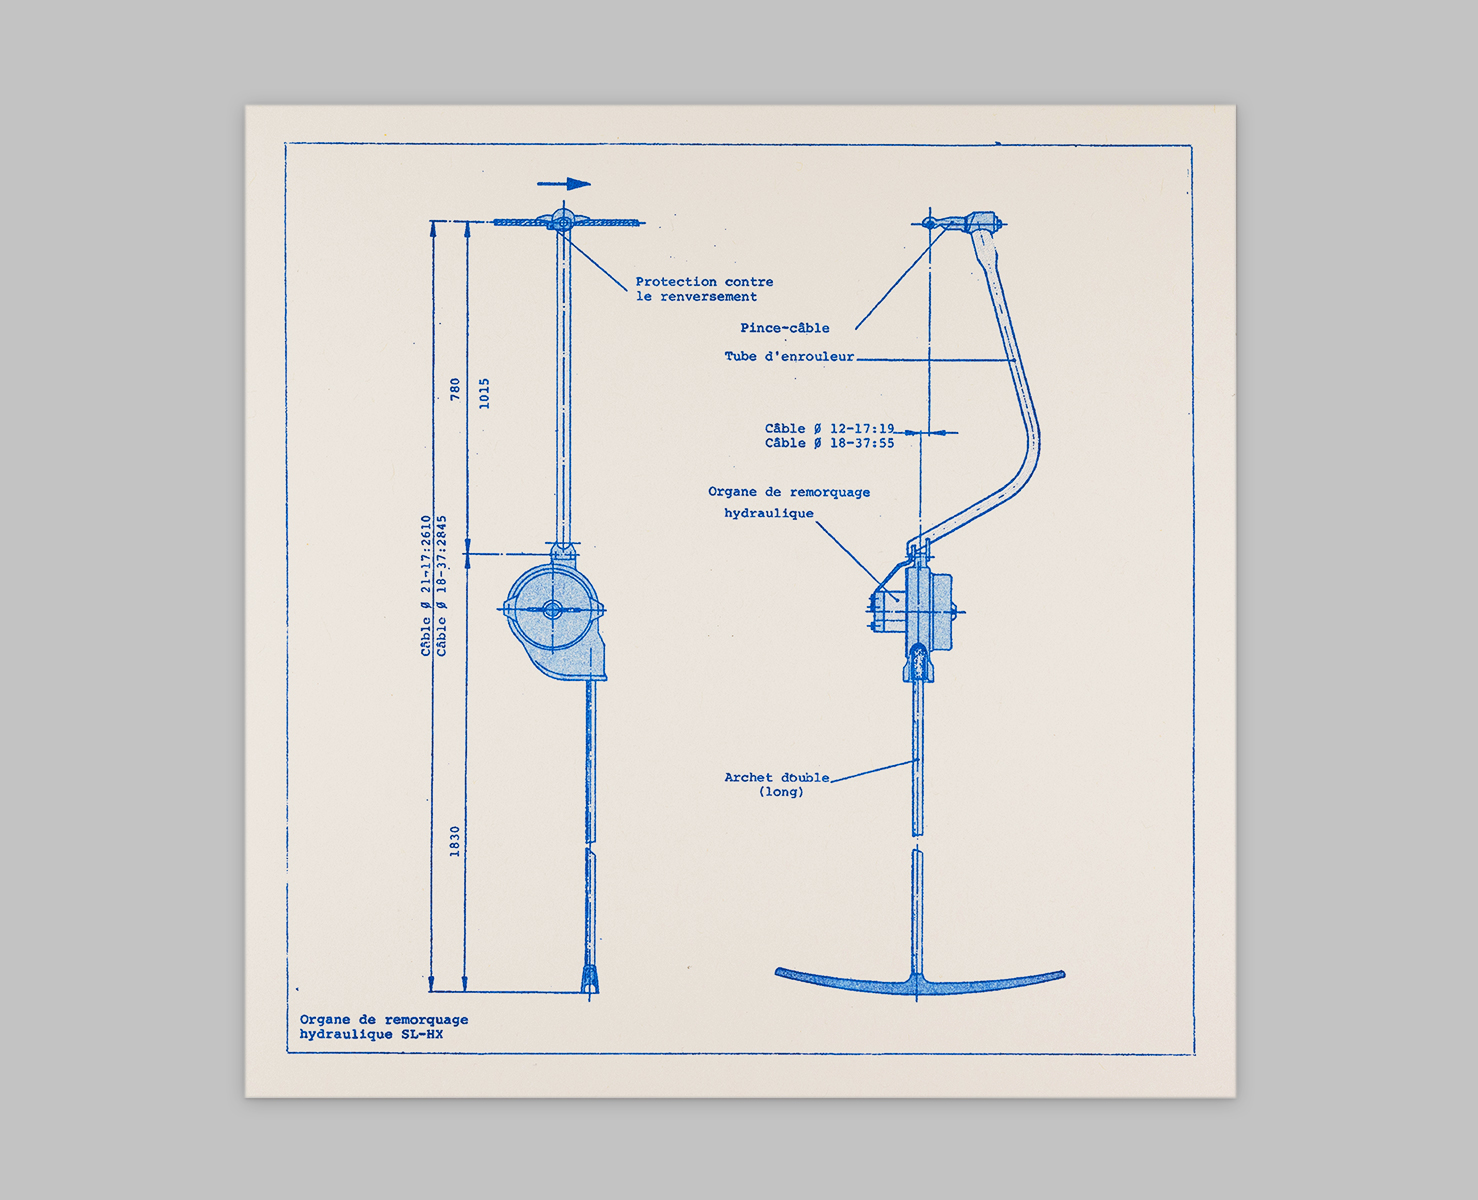 Protection contre
le renversement
Pince-câble
Tube d'enrouleur
780
1015
Câble Ø 12-17:19
Câble Ø 18-37:55
Organe de remorquage
hydraulique
Câble Ø 21-17:2610
Câble Ø 18-37:2845
Archet double
(long)
1830
Organe de remorquage
hydraulique SL-HX